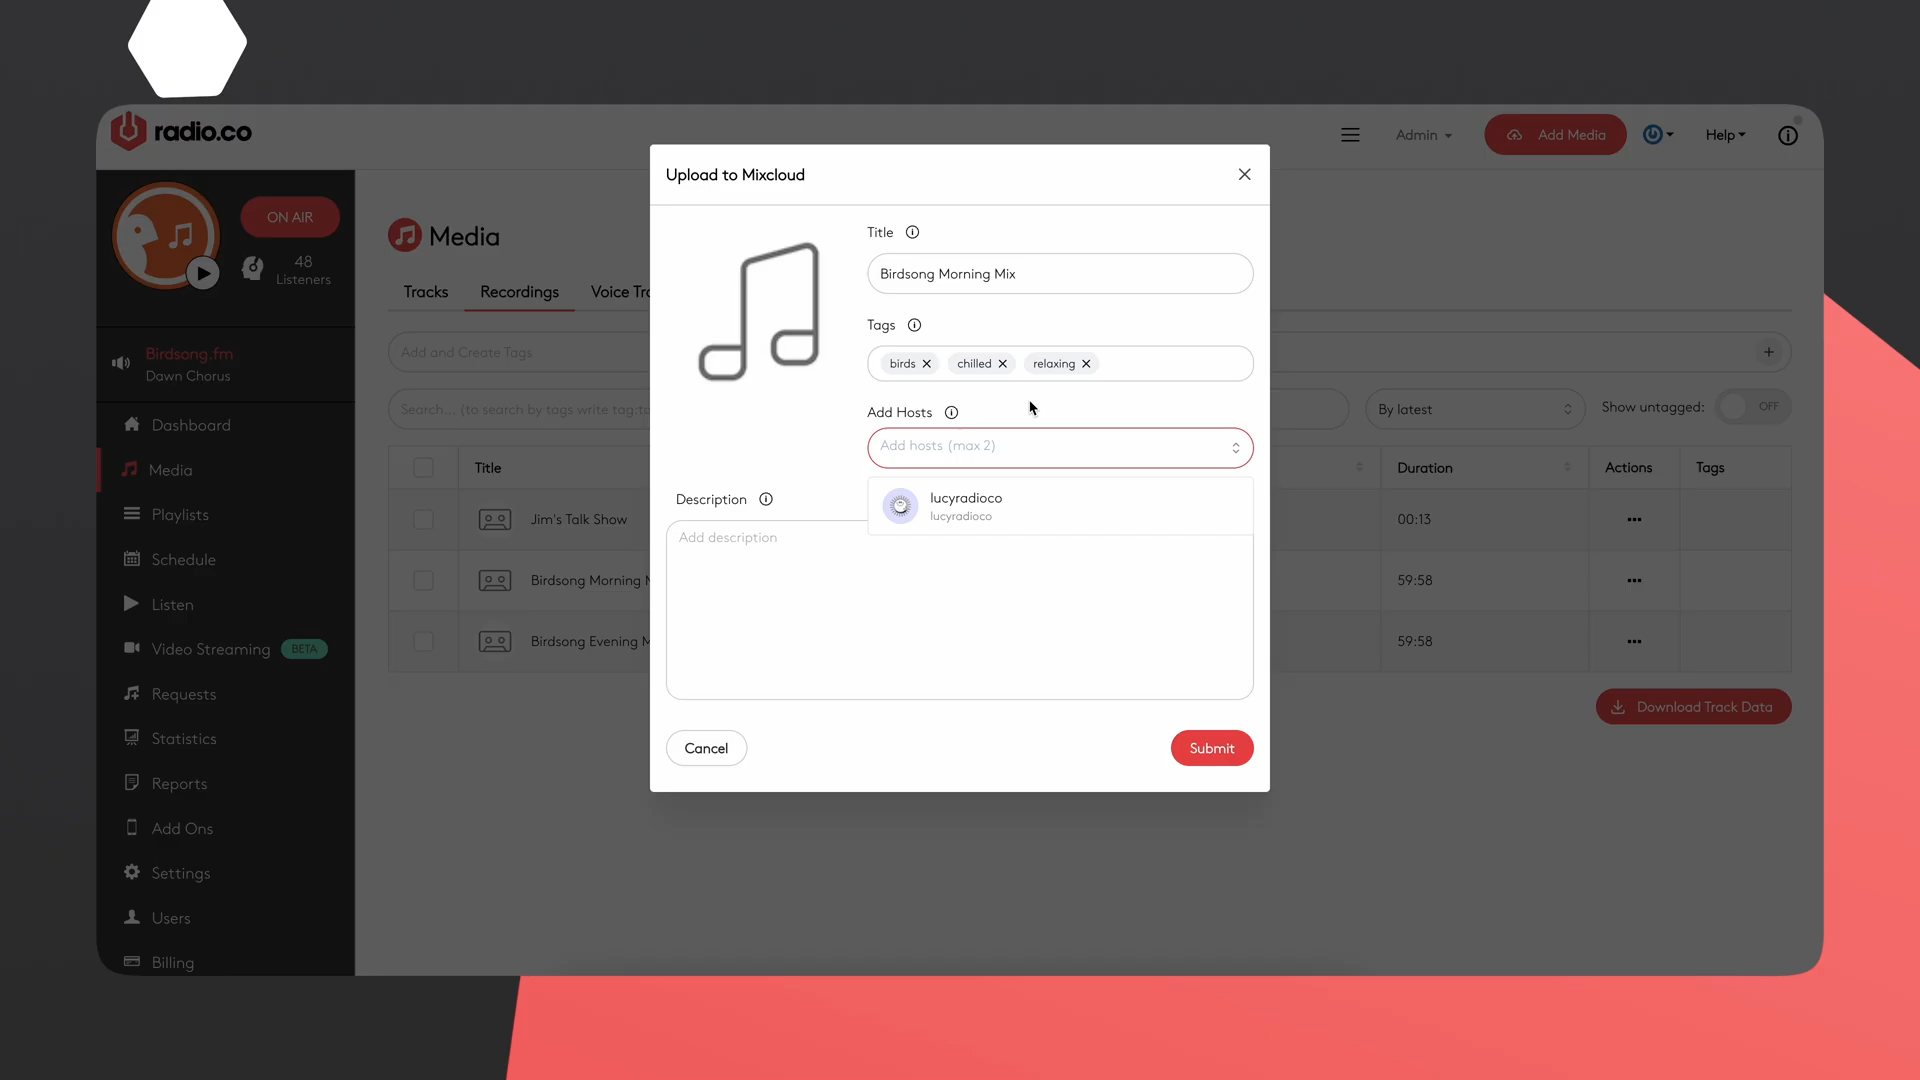 radio.co
Admin
Add Media
Help
ON AIR
48
Listeners
Birdsong.fm
Dawn Chorus
Dashboard
Media
Playlists
Schedule
Listen
Video Streaming BETA
Requests
Statistics
Reports
Add Ons
Settings
Users
Billing
Media
Tracks Recordings Voice
Add and Create Tags
Search... (to search by tags write
By latest
Show untagged: OFF
Title Duration Actions Tags
Jim's Talk Show 00:13
Birdsong Morning 59:58
Birdsong Evening 59:58
Download Track Data
Upload to Mixcloud
Title
Birdsong Morning Mix
Tags
birds chilled relaxing
Add Hosts
Add hosts (max 2)
lucyradioco
lucyradioco
Description
Add description
Cancel
Submit